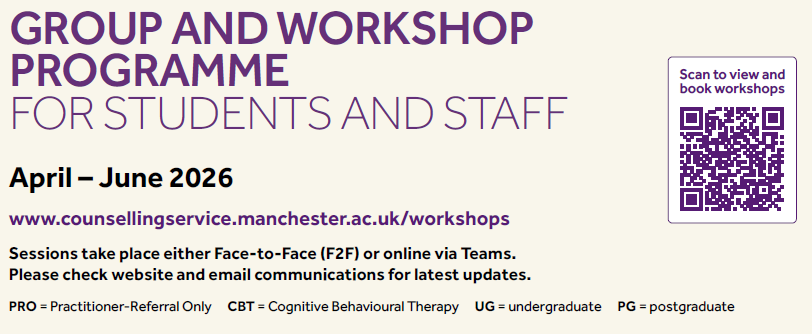 GROUP AND WORKSHOP
PROGRAMME
FOR STUDENTS AND STAFF
Scan to view and
book workshops
April – June 2026
www.counsellingservice.manchester.ac.uk/workshops
Sessions take place either Face-to-Face (F2F) or online via Teams.
Please check website and email communications for latest updates.
PRO = Practitioner-Referral Only CBT = Cognitive Behavioural Therapy UG = undergraduate PG = postgraduate